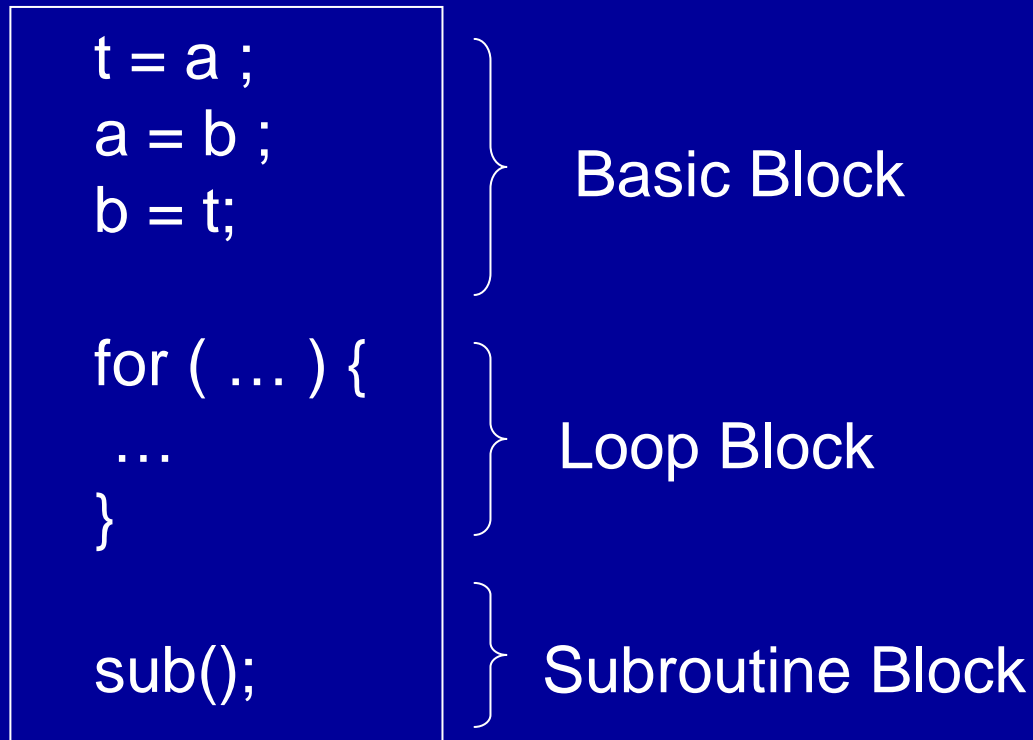 t = a ;
a = b ;
b = t;
Basic Block
for ( … ) {
…
}
Loop Block
sub();
Subroutine Block